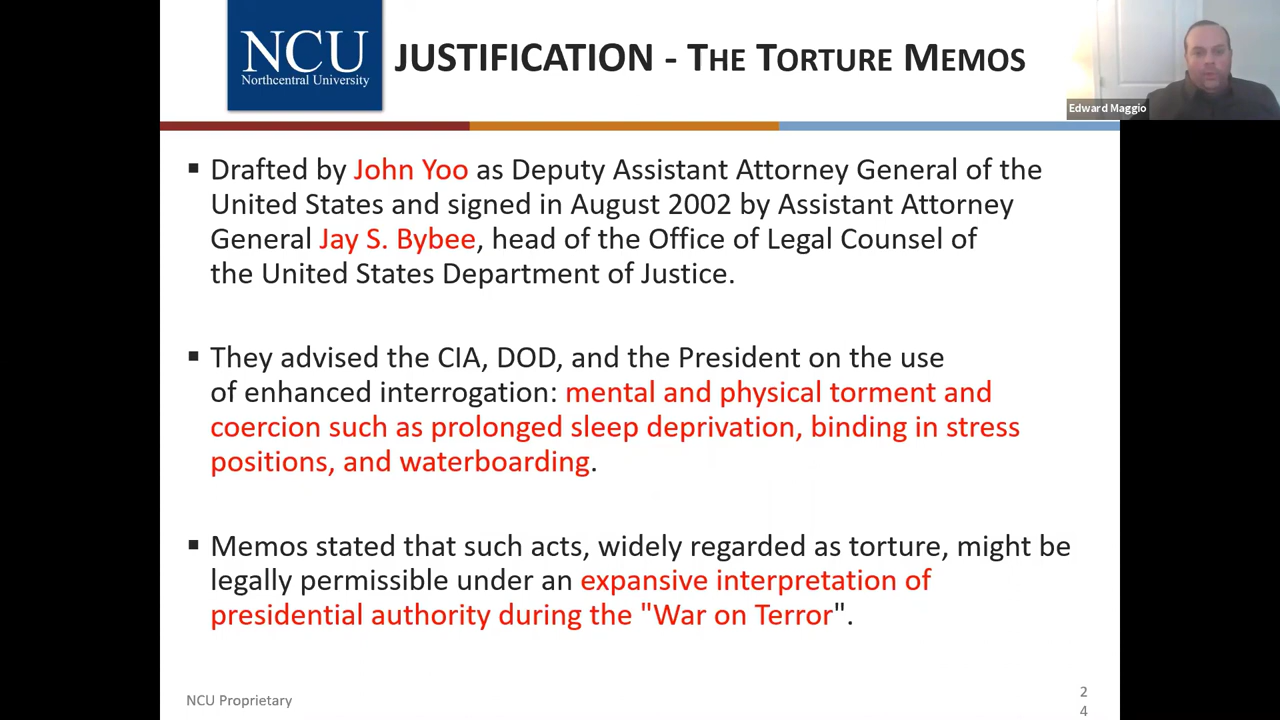 NCU
Northcentral University
JUSTIFICATION - THE TORTURE MEMOS
Edward Maggio
▪ Drafted by John Yoo as Deputy Assistant Attorney General of the
United States and signed in August 2002 by Assistant Attorney
General Jay S. Bybee, head of the Office of Legal Counsel of
the United States Department of Justice.
▪ They advised the CIA, DOD, and the President on the use
of enhanced interrogation: mental and physical torment and
coercion such as prolonged sleep deprivation, binding in stress
positions, and waterboarding.
▪ Memos stated that such acts, widely regarded as torture, might be
legally permissible under an expansive interpretation of
presidential authority during the "War on Terror".
NCU Proprietary
2
4